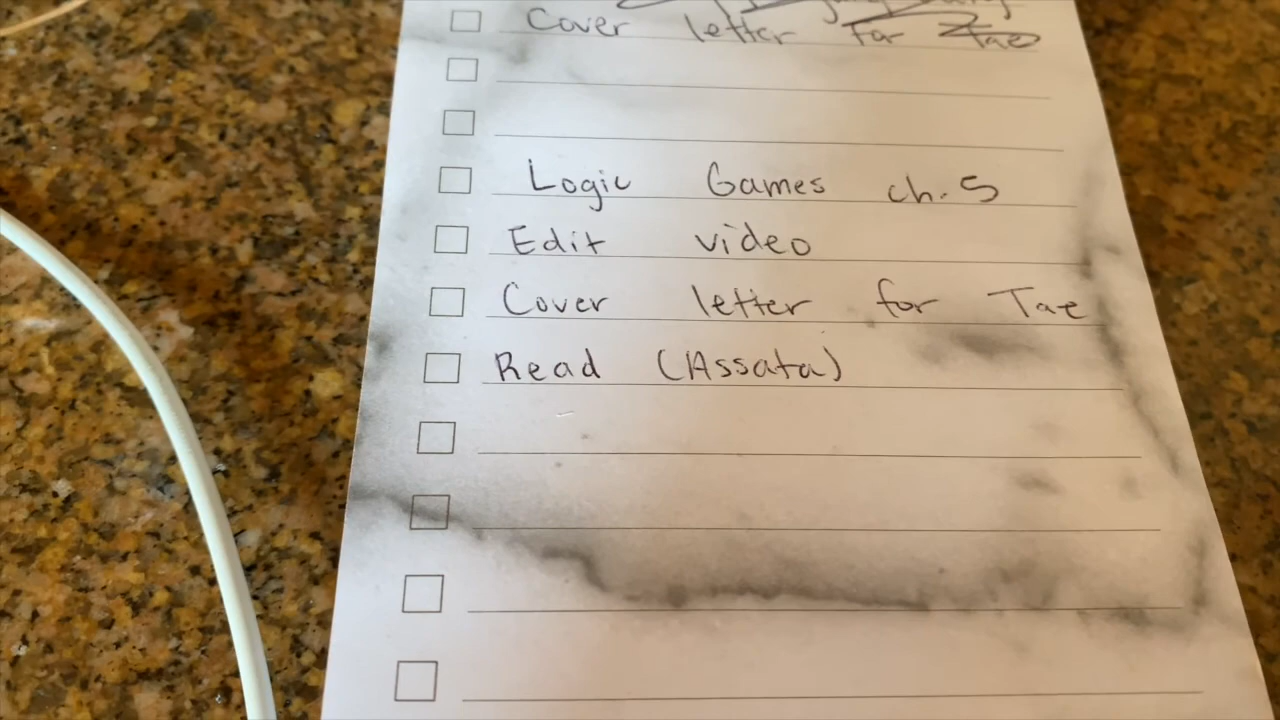 Cover letter for Tae
Logic Games ch. 5
Edit video
Cover letter for Tae
Read (Assata)